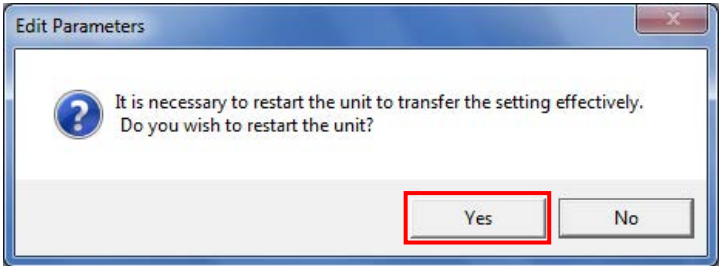 Edit Parameters
It is necessary to restart the unit to transfer the setting effectively.
Do you wish to restart the unit?
Yes
No